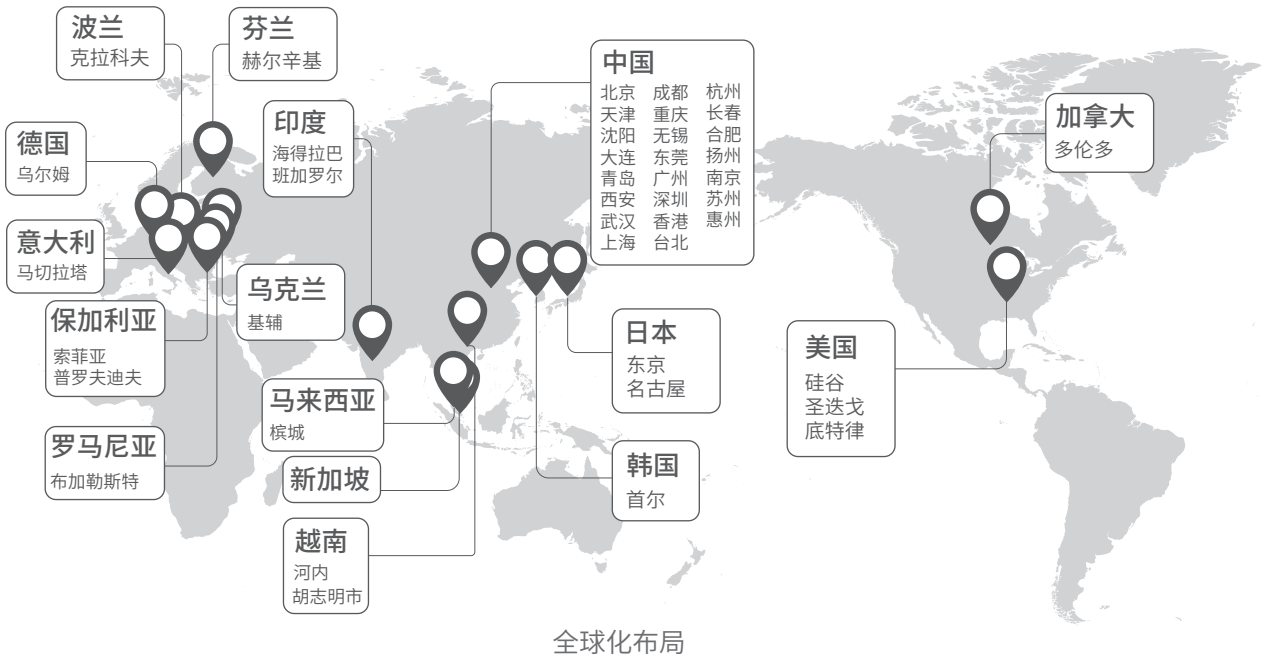 波兰
克拉科夫
芬兰
赫尔辛基
德国
乌尔姆
印度
海得拉巴
班加罗尔
中国
北京 成都 杭州
天津 重庆 长春
沈阳 无锡 合肥
大连 东莞 扬州
青岛 广州 南京
西安 深圳 苏州
武汉 香港 惠州
上海 台北
加拿大
多伦多
意大利
马切拉塔
乌克兰
基辅
保加利亚
索菲亚
普罗夫迪夫
日本
东京
名古屋
美国
硅谷
圣迭戈
底特律
马来西亚
槟城
罗马尼亚
布加勒斯特
新加坡
韩国
首尔
越南
河内
胡志明市
全球化布局